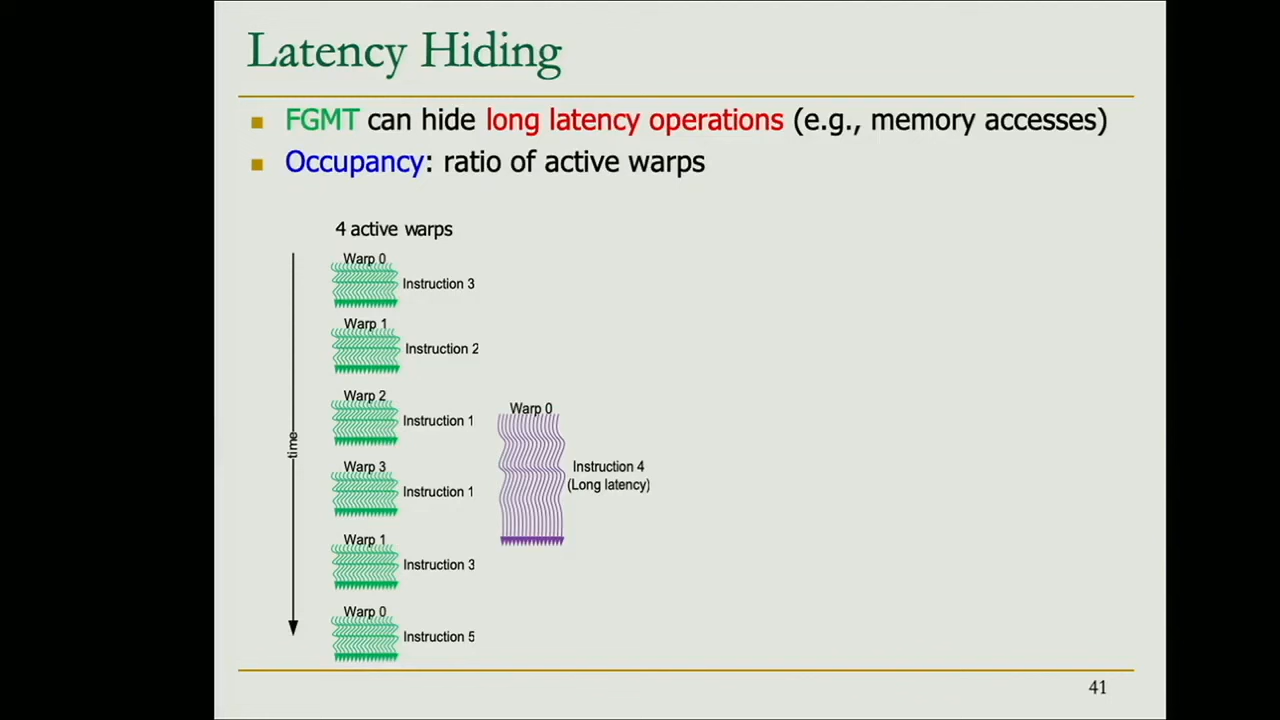 Latency Hiding
FGMT can hide long latency operations (e.g., memory accesses)
Occupancy: ratio of active warps
4 active warps
Warp 0
Instruction 3
Warp 1
Instruction 2
Warp 2
Instruction 1
Warp 0
Instruction 4
(Long latency)
Warp 3
Instruction 1
Warp 1
Instruction 3
Warp 0
Instruction 5
time
41